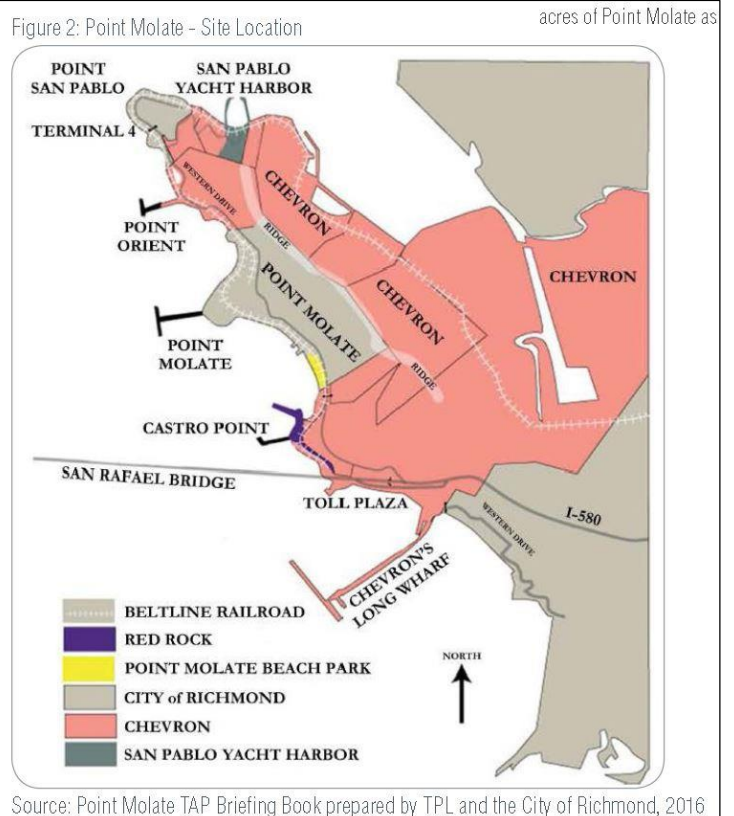 acres of Point Molate as
Figure 2: Point Molate - Site Location
POINT
SAN PABLO
SAN PABLO
YACHT HARBOR
TERMINAL 4
WESTERN DRIVE
CHEVRON
POINT
ORIENT
RIDGE
CHEVRON
POINT MOLATE
CHEVRON
POINT
MOLATE
RIDGE
CASTRO POINT
SAN RAFAEL BRIDGE
TOLL PLAZA
I-580
WESTERN DRIVE
CHEVRON'S
LONG WHARF
BELTLINE RAILROAD
RED ROCK
POINT MOLATE BEACH PARK
CITY of RICHMOND
CHEVRON
SAN PABLO YACHT HARBOR
NORTH
Source: Point Molate TAP Briefing Book prepared by TPL and the City of Richmond, 2016